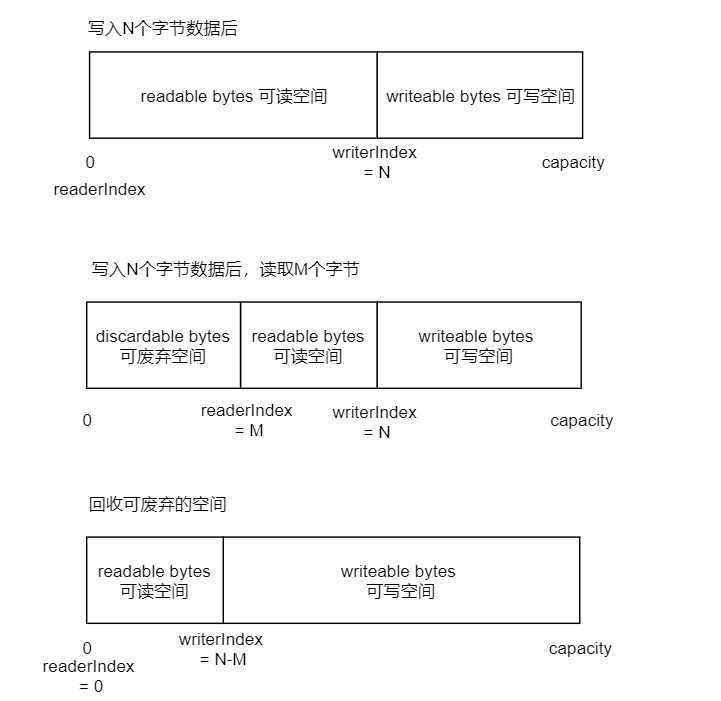 写入N个字节数据后
readable bytes 可读空间
writeable bytes 可写空间
0
readerIndex
writerIndex
= N
capacity
写入N个字节数据后，读取M个字节
discardable bytes
可废弃空间
readable bytes
可读空间
writeable bytes
可写空间
0
readerIndex
= M
writerIndex
= N
capacity
回收可废弃的空间
readable bytes
可读空间
writeable bytes
可写空间
0
readerIndex
= 0
writerIndex
= N-M
capacity